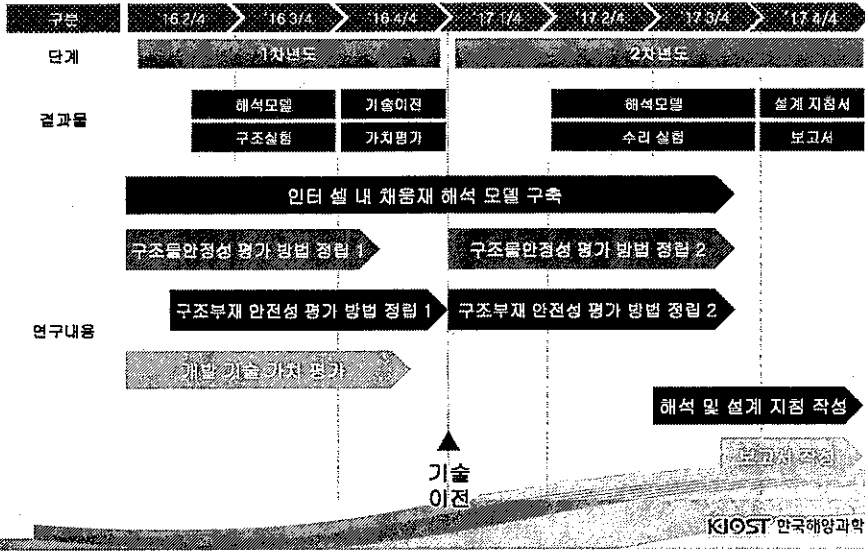 구분 16 2/4 16 3/4 16 4/4 17 1/4 17 2/4 17 3/4 17 4/4
단계 1차년도 2차년도
결과물
해석모델 기술이전 해석모델 설계 지침서
구조실험 가치평가 수리 실험 보고서
연구내용
인터 셀 내 채움재 해석 모델 구축
구조물안정성 평가 방법 정립 1 구조물안정성 평가 방법 정립 2
구조부재 안전성 평가 방법 정립 1 구조부재 안전성 평가 방법 정립 2
개발 기술 가치 평가
해석 및 설계 지침 작성
보고서 작성
기술
이전
KIOST 한국해양과학